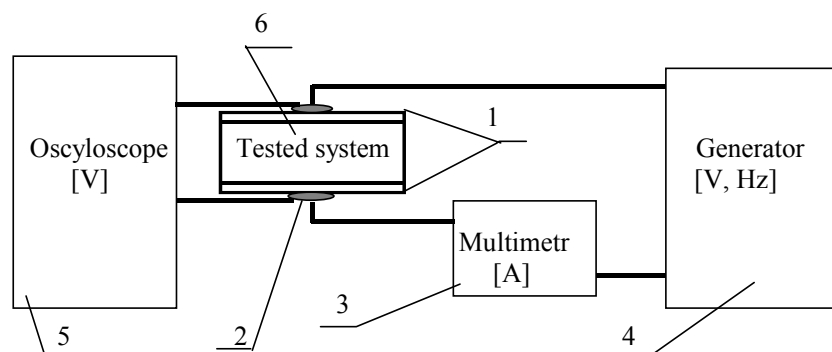 6
1
Oscyloscope
[V]
Tested system
Generator
[V, Hz]
Multimetr
[A]
5
2
3
4